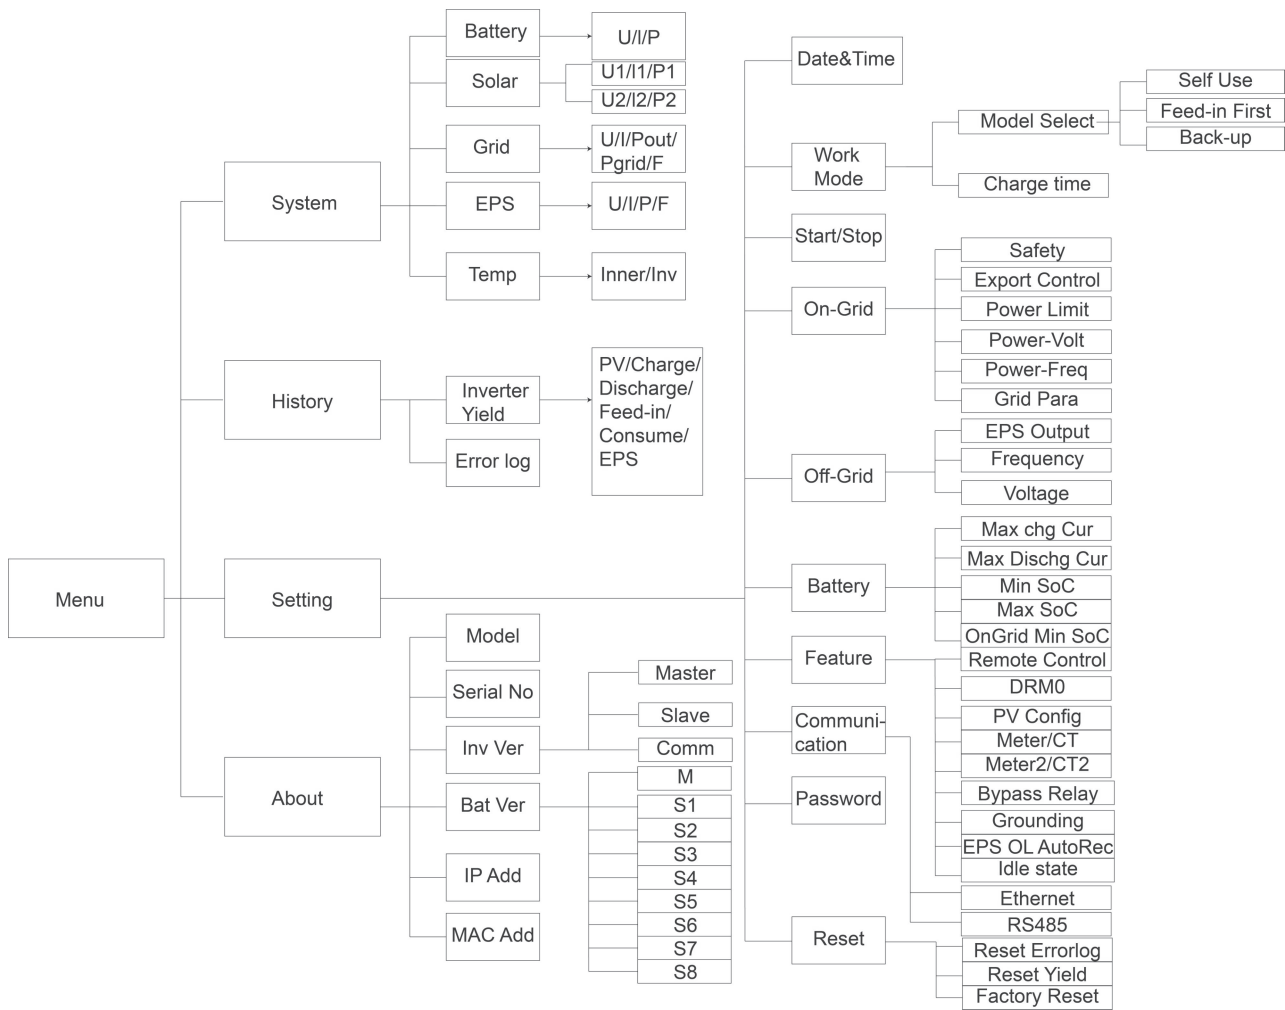 Menu
System
Battery
U/I/P
Solar
U1/I1/P1
U2/I2/P2
Grid
U/I/Pout/
Pgrid/F
EPS
U/I/P/F
Temp
Inner/Inv
History
Inverter
Yield
PV/Charge/
Discharge/
Feed-in/
Consume/
EPS
Error log
Setting
Date&Time
Work
Mode
Model Select
Self Use
Feed-in First
Back-up
Charge time
Start/Stop
On-Grid
Safety
Export Control
Power Limit
Power-Volt
Power-Freq
Grid Para
Off-Grid
EPS Output
Frequency
Voltage
Battery
Max chg Cur
Max Dischg Cur
Min SoC
Max SoC
OnGrid Min SoC
Feature
Remote Control
DRM0
PV Config
Meter/CT
Meter2/CT2
Bypass Relay
Grounding
EPS OL AutoRec
Idle state
Communi-
cation
Ethernet
RS485
Password
Reset
Reset Errorlog
Reset Yield
Factory Reset
About
Model
Serial No
Inv Ver
Master
Slave
Comm
Bat Ver
M
S1
S2
S3
S4
S5
S6
S7
S8
IP Add
MAC Add